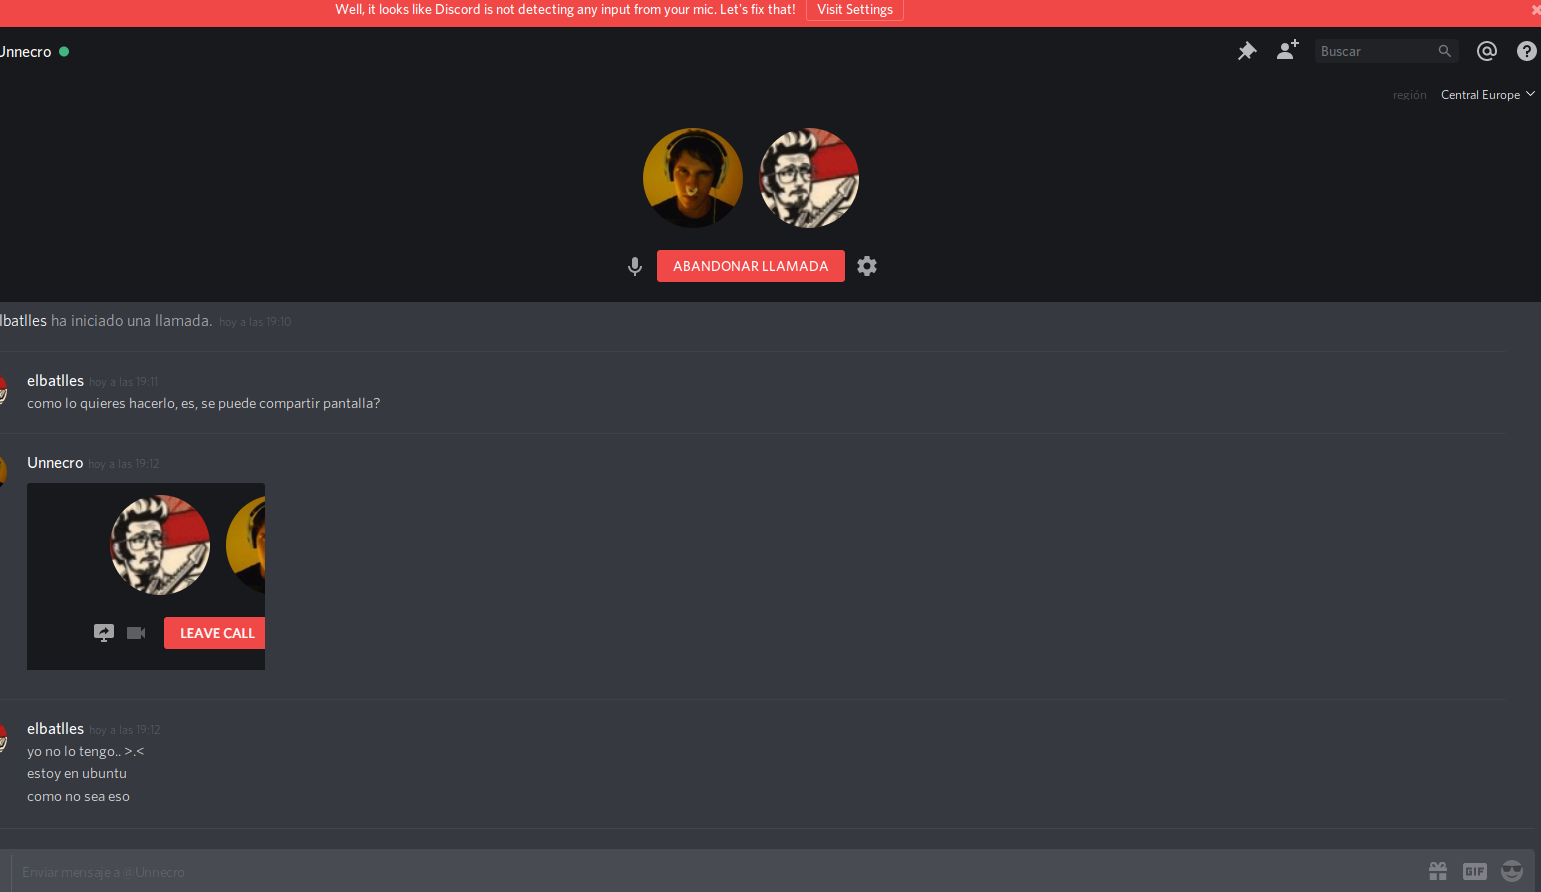 Well, it looks like Discord is not detecting any input from your mic. Let's fix that! Visit Settings
Unnecro
Buscar
región Central Europe
ABANDONAR LLAMADA
lbatlles ha iniciado una llamada. hoy a las 19:10
elbatlles hoy a las 19:11
como lo quieres hacerlo, es, se puede compartir pantalla?
Unnecro hoy a las 19:12
LEAVE CALL
elbatlles hoy a las 19:12
yo no lo tengo.. >.<
estoy en ubuntu
como no sea eso
Enviar mensaje a @Unnecro
GIF